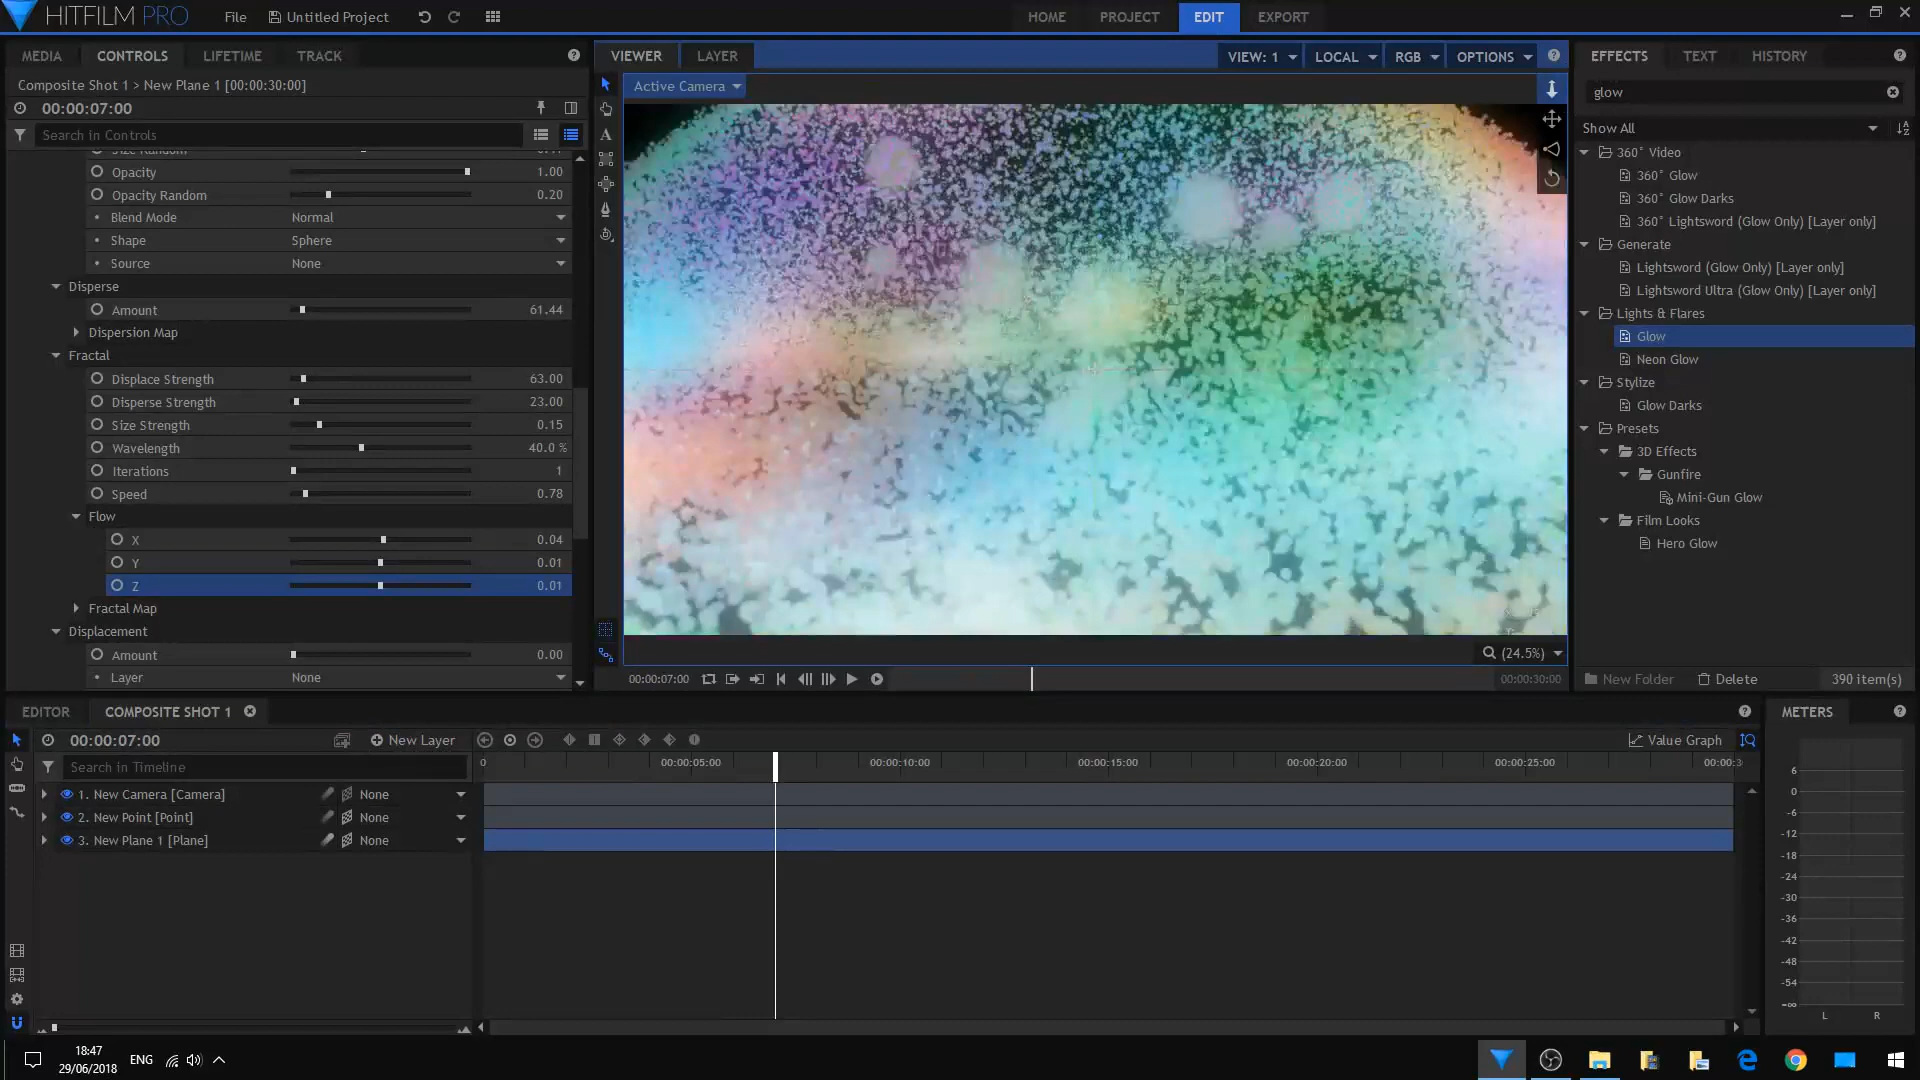 HITFILM PRO
File
Untitled Project
HOME
PROJECT
EDIT
EXPORT
MEDIA
CONTROLS
LIFETIME
TRACK
Composite Shot 1 > New Plane 1 [00:00:30:00]
00:00:07:00
Search in Controls
Opacity 1.00
Opacity Random 0.20
Blend Mode Normal
Shape Sphere
Source None
Disperse
Amount 61.44
Dispersion Map
Fractal
Displace Strength 63.00
Disperse Strength 23.00
Size Strength 0.15
Wavelength 40.0 %
Iterations 1
Speed 0.78
Flow
X 0.04
Y 0.01
Z 0.01
Fractal Map
Displacement
Amount 0.00
Layer None
VIEWER
LAYER
VIEW: 1
LOCAL
RGB
OPTIONS
Active Camera
(24.5%)
00:00:07:00
00:00:30:00
EFFECTS
TEXT
HISTORY
glow
Show All
360° Video
360° Glow
360° Glow Darks
360° Lightsword (Glow Only) [Layer only]
Generate
Lightsword (Glow Only) [Layer only]
Lightsword Ultra (Glow Only) [Layer only]
Lights & Flares
Glow
Neon Glow
Stylize
Glow Darks
Presets
3D Effects
Gunfire
Mini-Gun Glow
Film Looks
Hero Glow
New Folder
Delete
390 item(s)
EDITOR
COMPOSITE SHOT 1
00:00:07:00
New Layer
Value Graph
Search in Timeline
0
00:00:05:00
00:00:10:00
00:00:15:00
00:00:20:00
00:00:25:00
00:00:3
1. New Camera [Camera] None
2. New Point [Point] None
3. New Plane 1 [Plane] None
METERS
6
0
-6
-12
-18
-24
-30
-36
-42
-48
-54
-∞
L R
18:47
29/06/2018
ENG